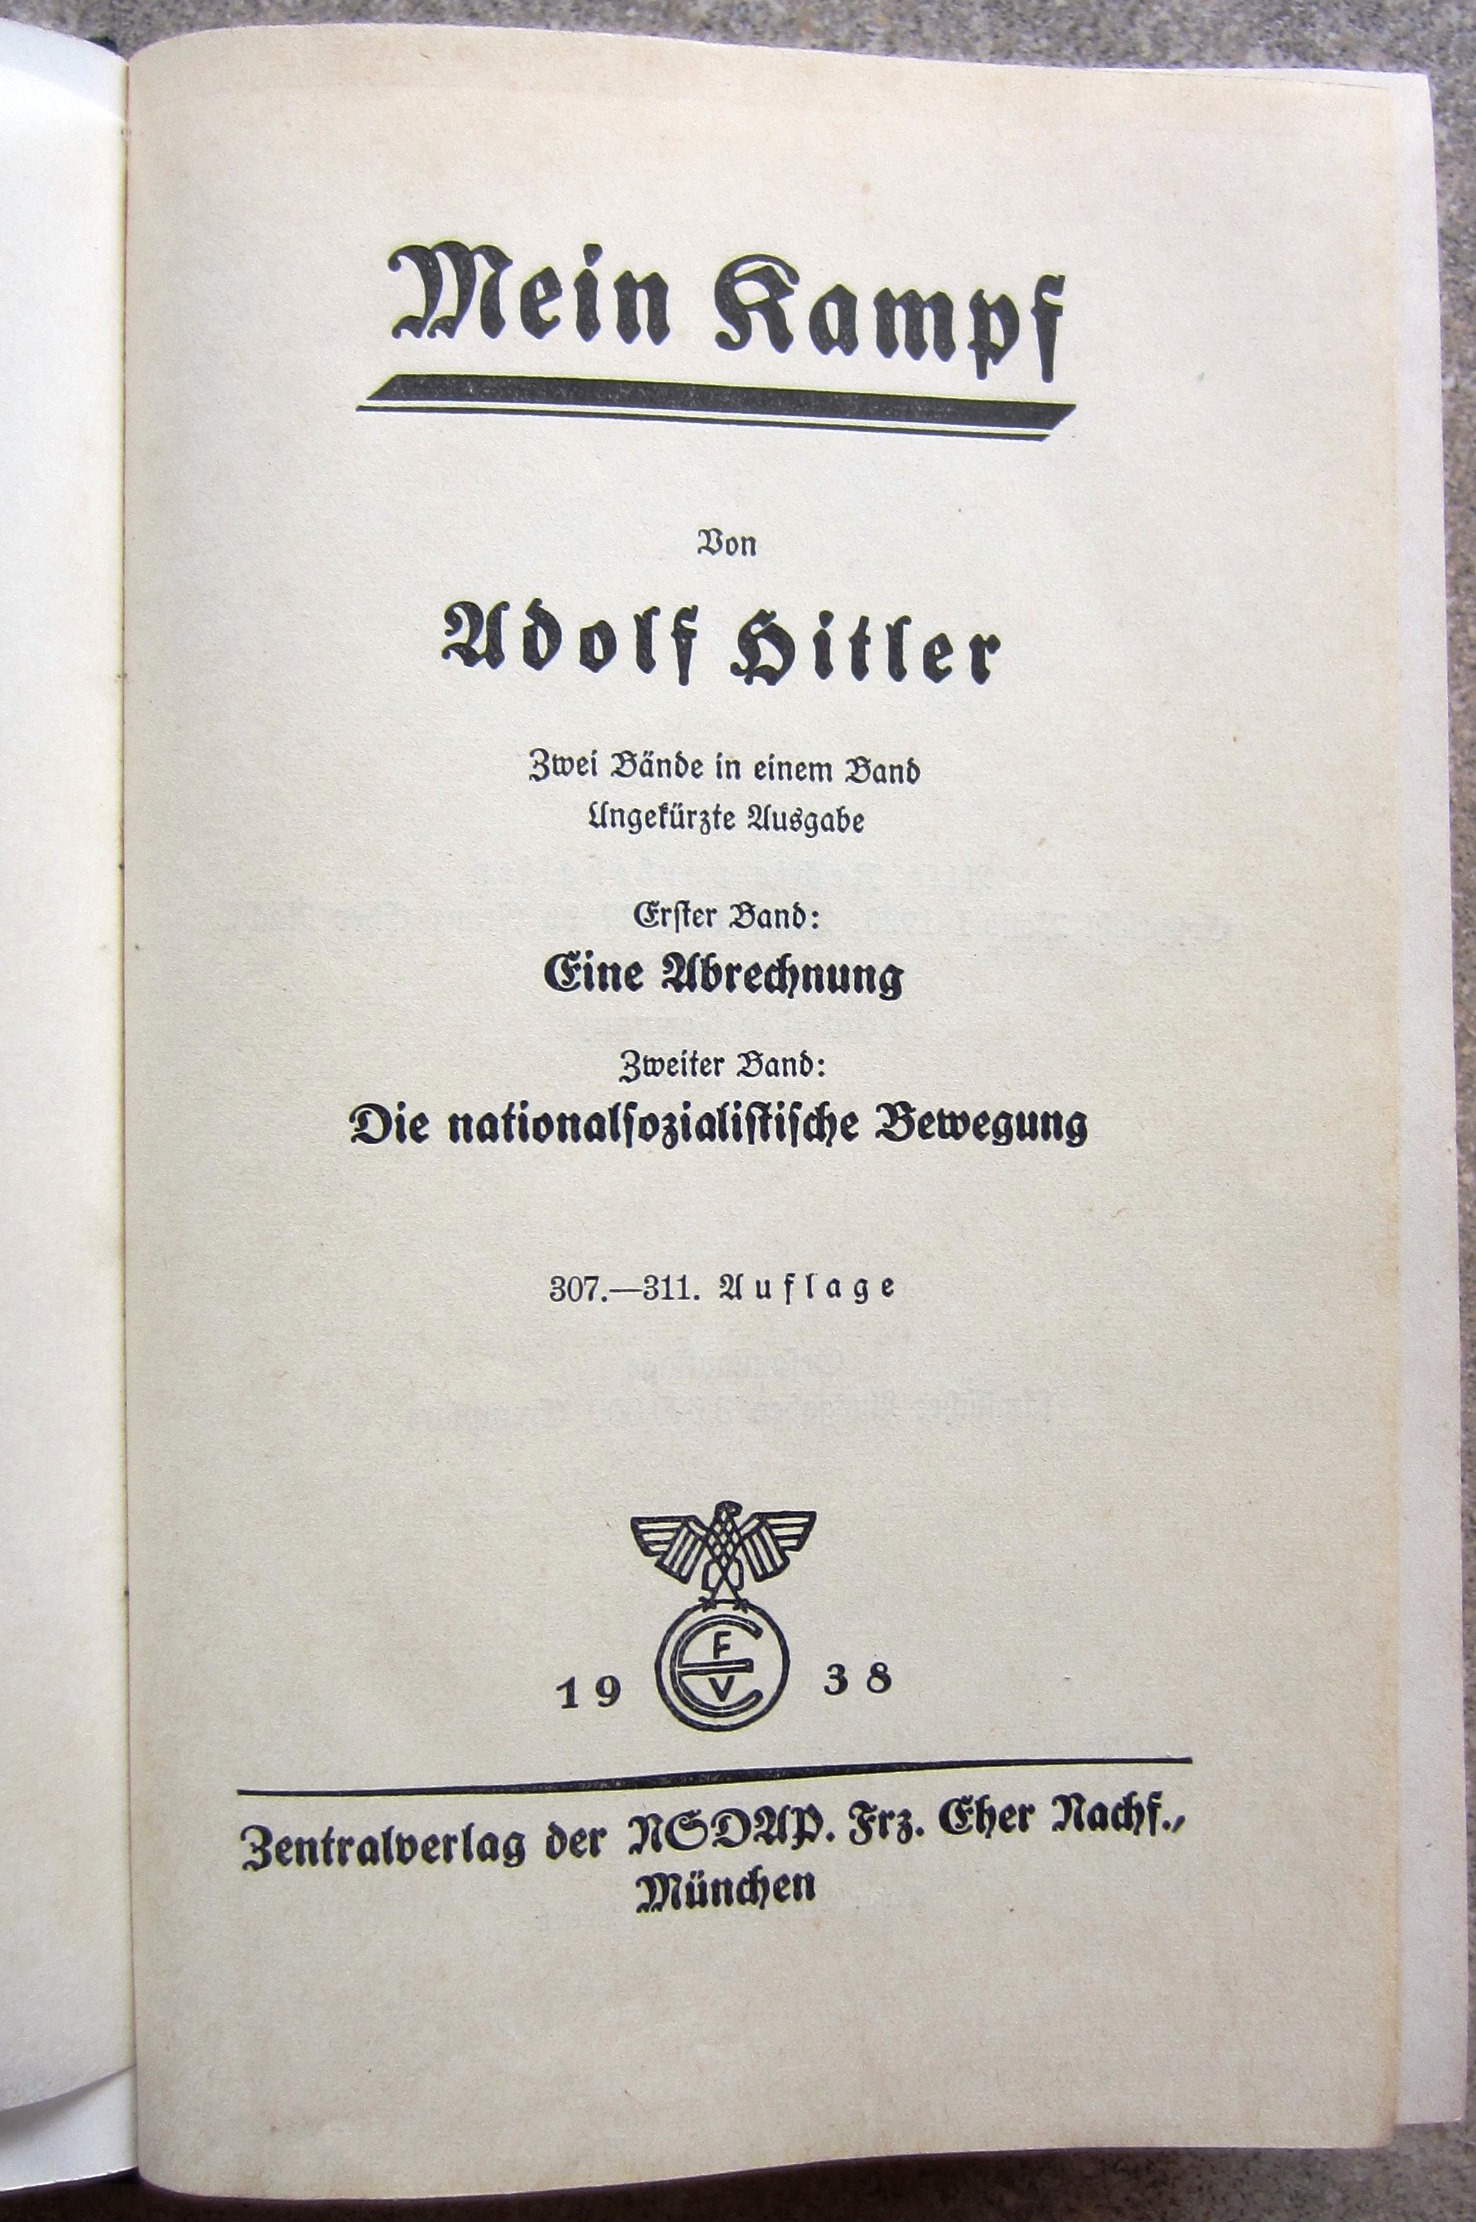 Mein Kampf
Von
Adolf Hitler
Zwei Bände in einem Band
Ungekürzte Ausgabe
Erster Band:
Eine Abrechnung
Zweiter Band:
Die nationalsozialistische Bewegung
307.—311. Auflage
F
E
V
19 38
Zentralverlag der NSDAP. Frz. Eher Nachf.,
München